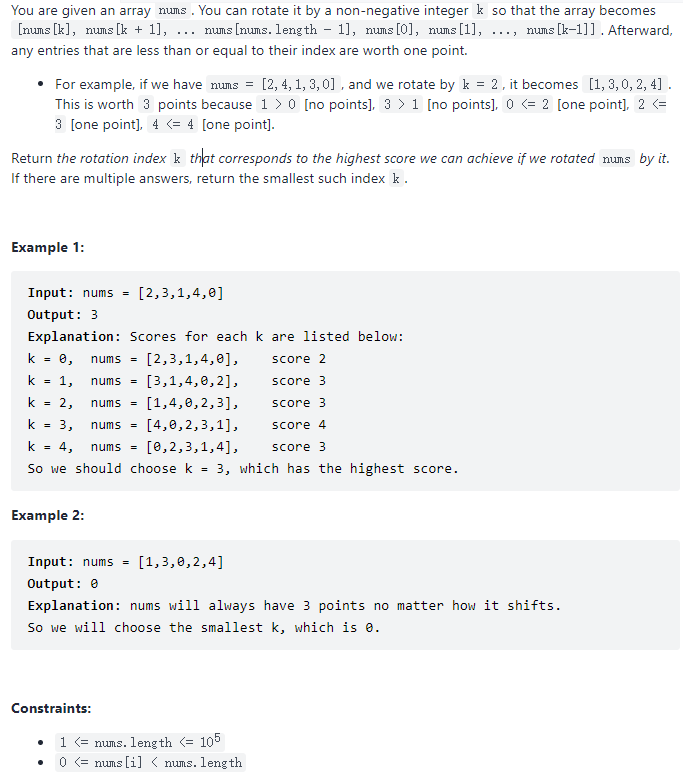 You are given an array nums . You can rotate it by a non-negative integer k so that the array becomes
[nums[k], nums[k + 1], ... nums[nums.length - 1], nums[0], nums[1], ..., nums[k-1]] . Afterward,
any entries that are less than or equal to their index are worth one point.
• For example, if we have nums = [2,4,1,3,0] , and we rotate by k = 2 , it becomes [1,3,0,2,4] .
This is worth 3 points because 1 > 0 [no points], 3 > 1 [no points], 0 <= 2 [one point], 2 <=
3 [one point], 4 <= 4 [one point].
Return the rotation index k that corresponds to the highest score we can achieve if we rotated nums by it.
If there are multiple answers, return the smallest such index k .
Example 1:
Input: nums = [2,3,1,4,0]
Output: 3
Explanation: Scores for each k are listed below:
k = 0, nums = [2,3,1,4,0], score 2
k = 1, nums = [3,1,4,0,2], score 3
k = 2, nums = [1,4,0,2,3], score 3
k = 3, nums = [4,0,2,3,1], score 4
k = 4, nums = [0,2,3,1,4], score 3
So we should choose k = 3, which has the highest score.
Example 2:
Input: nums = [1,3,0,2,4]
Output: 0
Explanation: nums will always have 3 points no matter how it shifts.
So we will choose the smallest k, which is 0.
Constraints:
• 1 <= nums.length <= 10⁵
• 0 <= nums[i] < nums.length